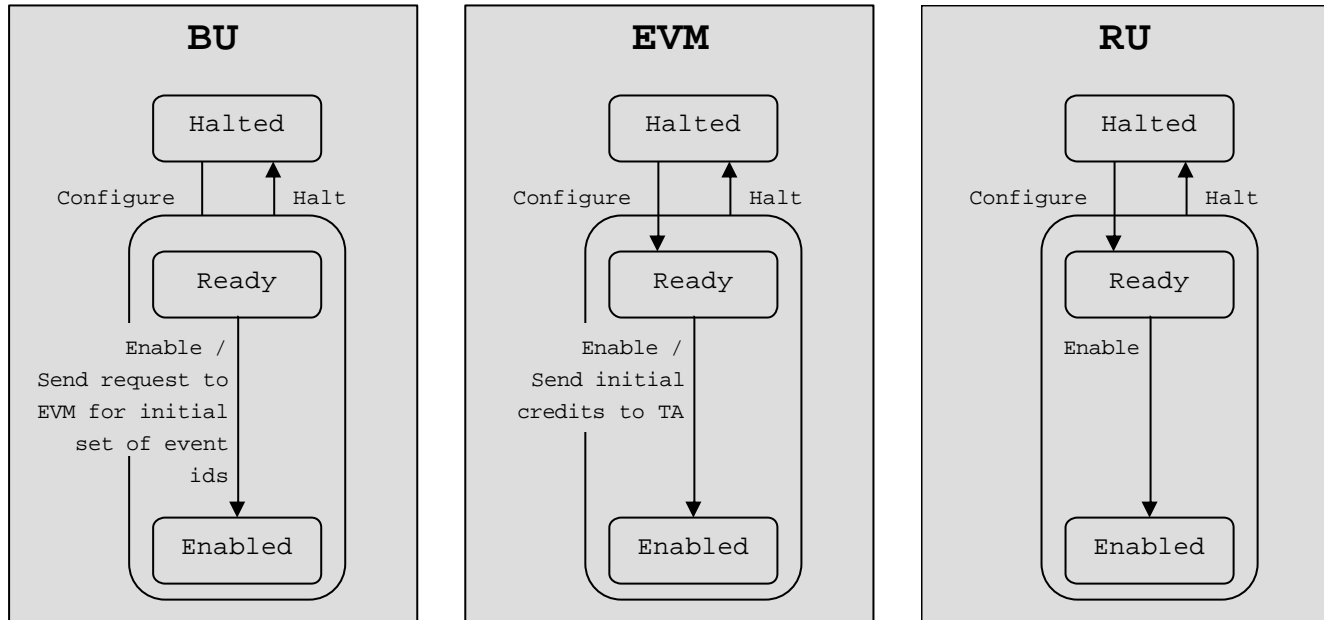 BU
Halted
Configure
Halt
Ready
Enable /
Send request to
EVM for initial
set of event
ids
Enabled
EVM
Halted
Configure
Halt
Ready
Enable /
Send initial
credits to TA
Enabled
RU
Halted
Configure
Halt
Ready
Enable
Enabled